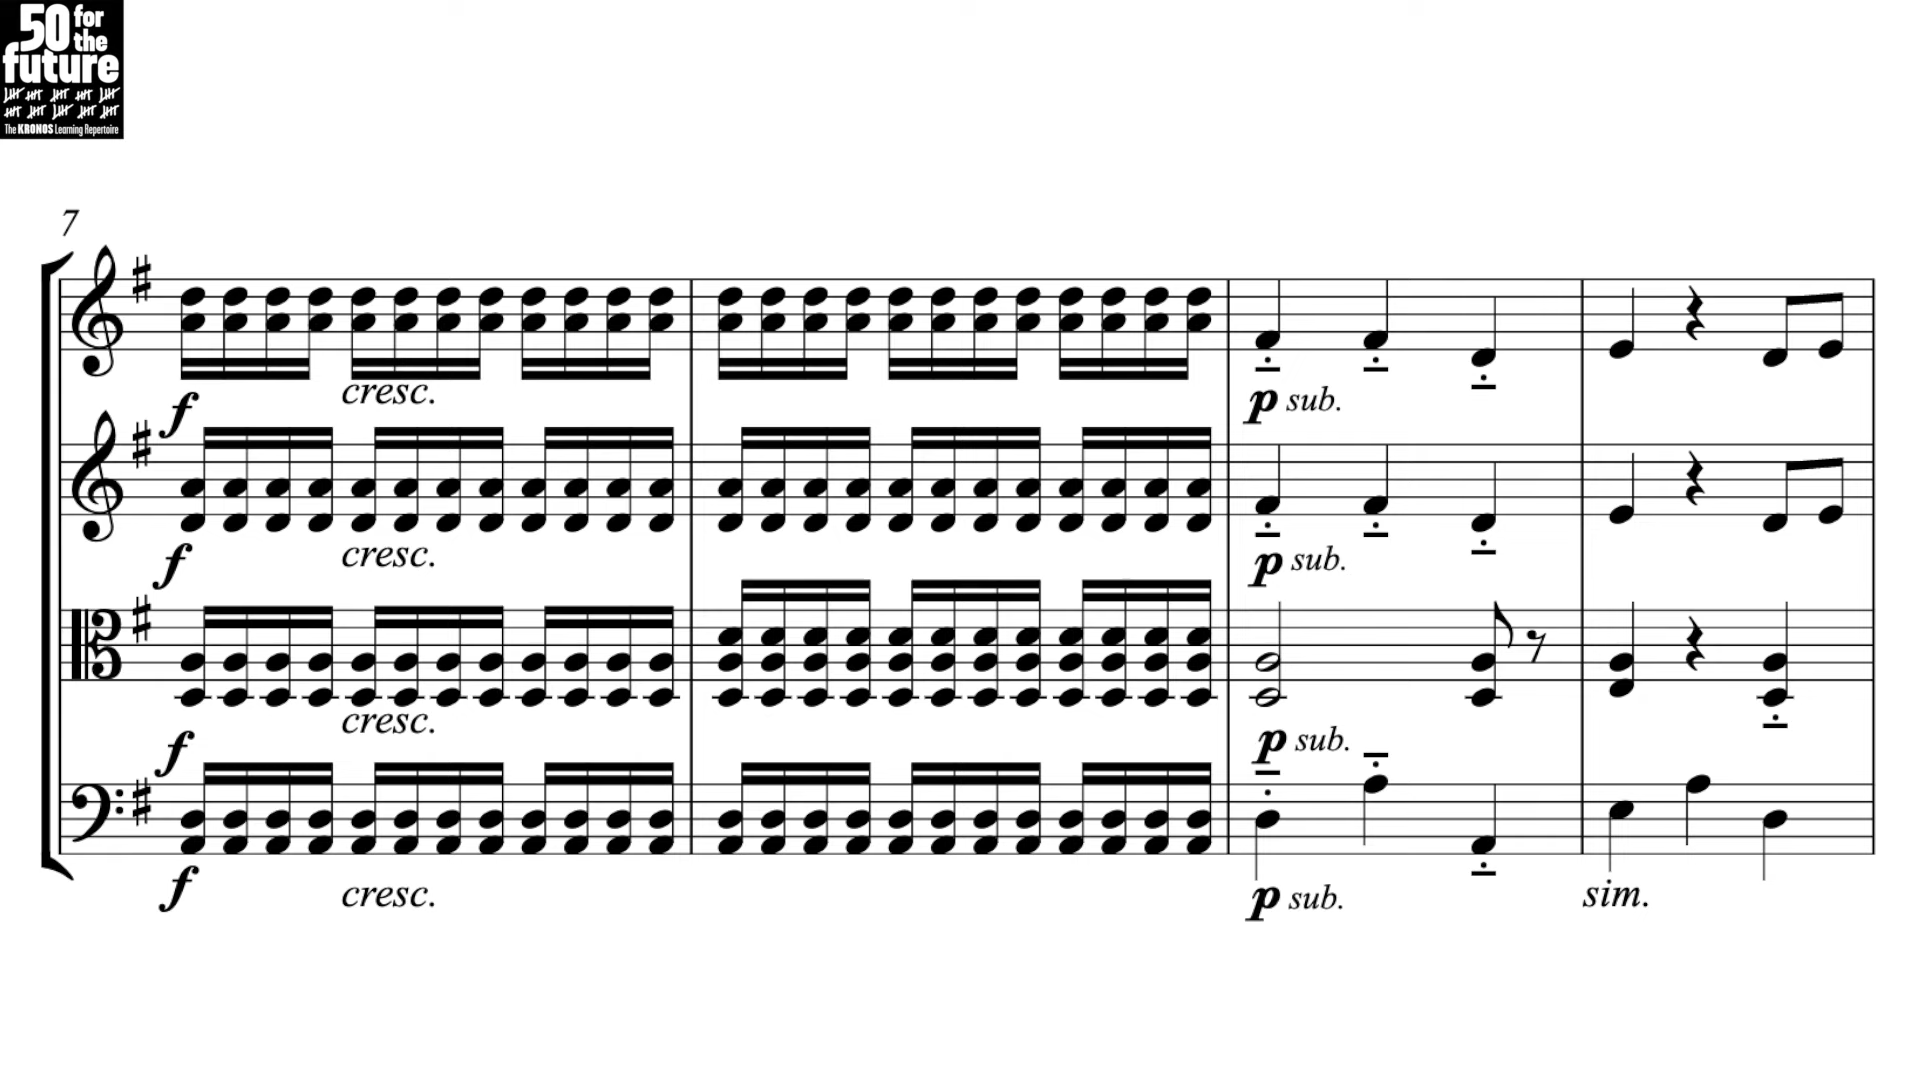 50 for
the
future
The KRONOS Learning Repertoire
7
f cresc. p sub.
f cresc. p sub.
f cresc. p sub.
f cresc. p sub. sim.